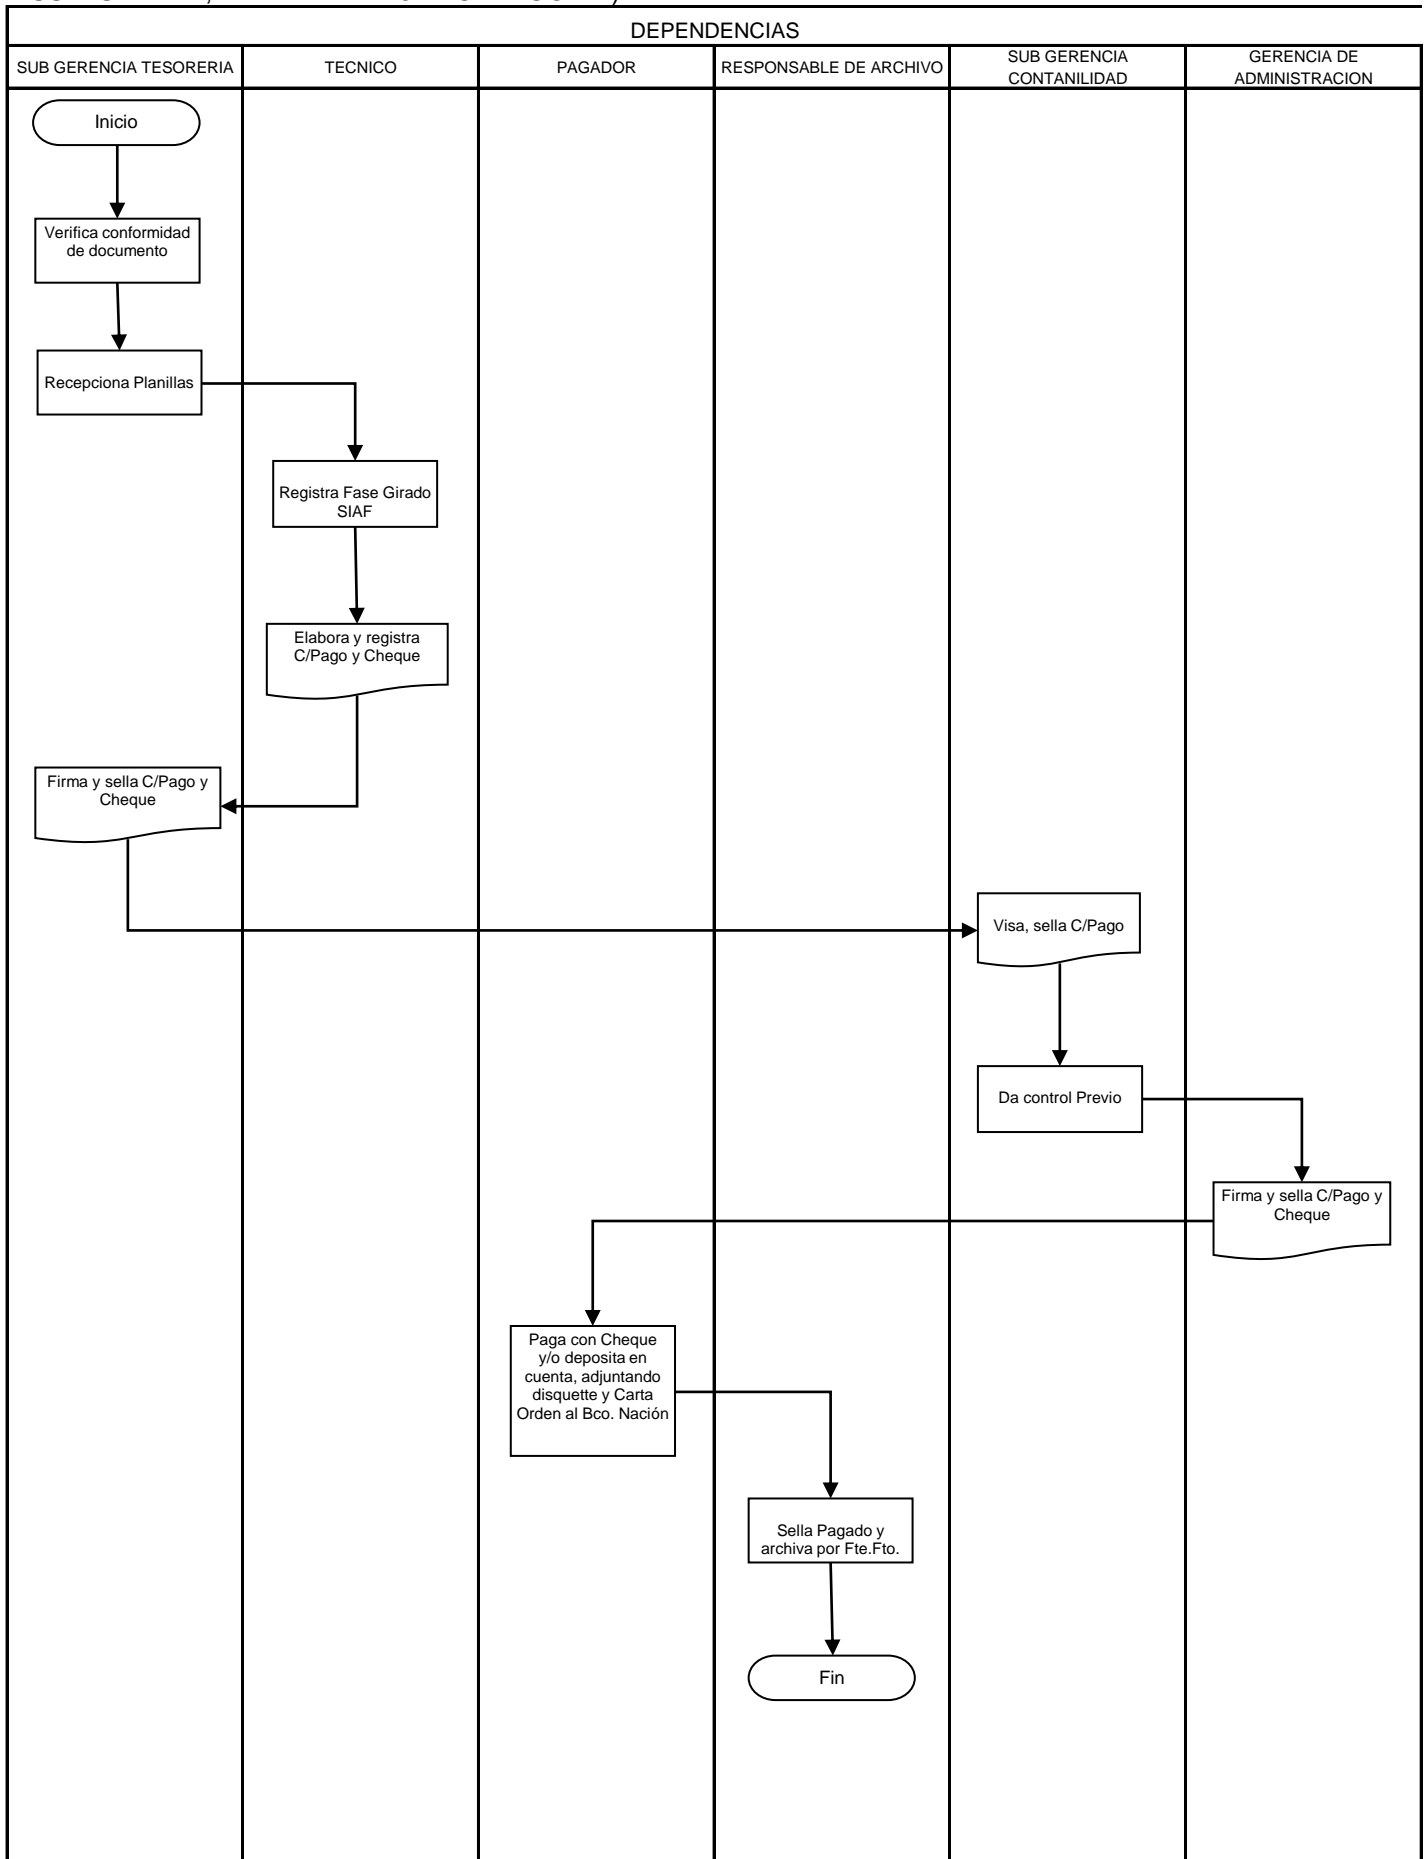 DEPENDENCIAS
SUB GERENCIA TESORERIA
TECNICO
PAGADOR
RESPONSABLE DE ARCHIVO
SUB GERENCIA
CONTANILIDAD
GERENCIA DE
ADMINISTRACION
Inicio
Verifica conformidad
de documento
Recepciona Planillas
Registra Fase Girado
SIAF
Elabora y registra
C/Pago y Cheque
Firma y sella C/Pago y
Cheque
Visa, sella C/Pago
Da control Previo
Firma y sella C/Pago y
Cheque
Paga con Cheque
y/o deposita en
cuenta, adjuntando
disquette y Carta
Orden al Bco. Nación
Sella Pagado y
archiva por Fte.Fto.
Fin